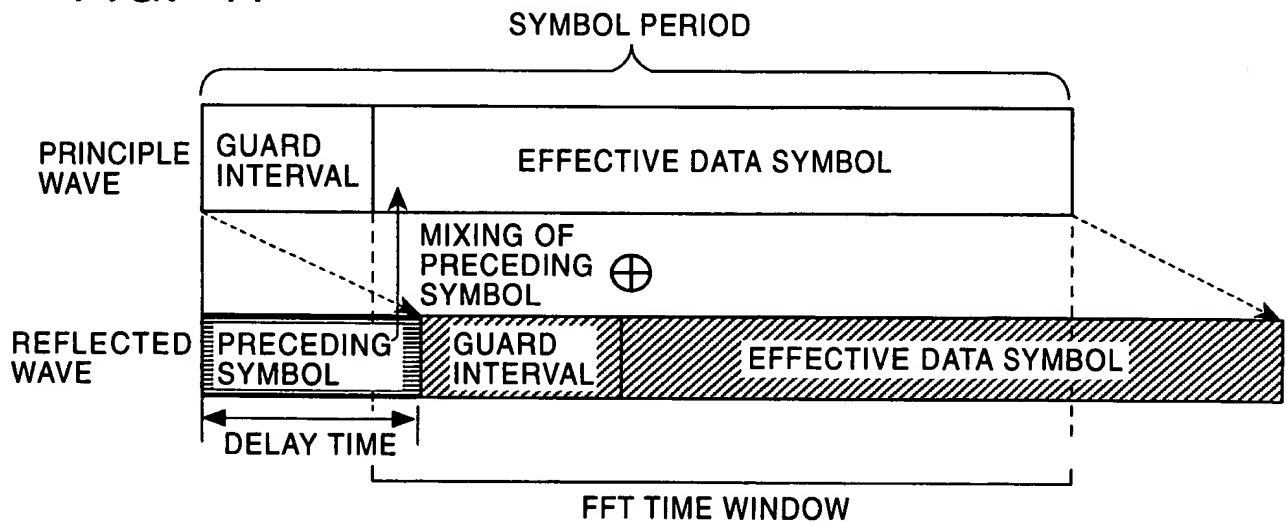 SYMBOL PERIOD
PRINCIPLE
WAVE
GUARD
INTERVAL
EFFECTIVE DATA SYMBOL
MIXING OF
PRECEDING
SYMBOL
REFLECTED
WAVE
PRECEDING
SYMBOL
GUARD
INTERVAL
EFFECTIVE DATA SYMBOL
DELAY TIME
FFT TIME WINDOW